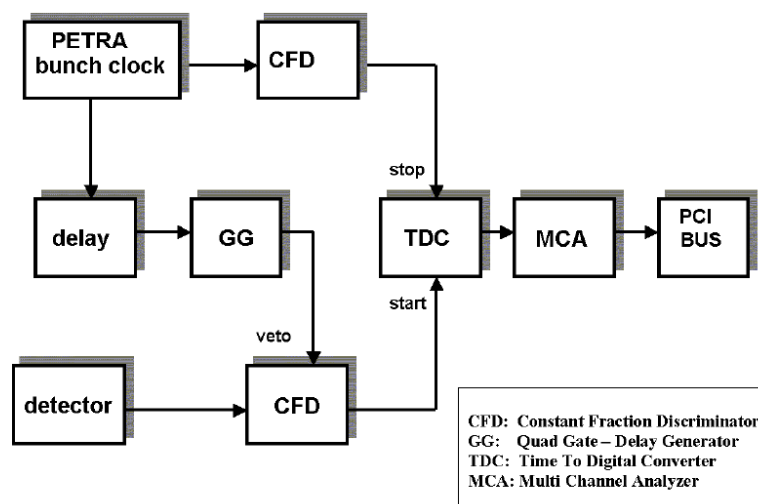 PETRA
bunch clock
CFD
stop
delay
GG
TDC
MCA
PCI
BUS
start
veto
detector
CFD
CFD: Constant Fraction Discriminator
GG: Quad Gate – Delay Generator
TDC: Time To Digital Converter
MCA: Multi Channel Analyzer